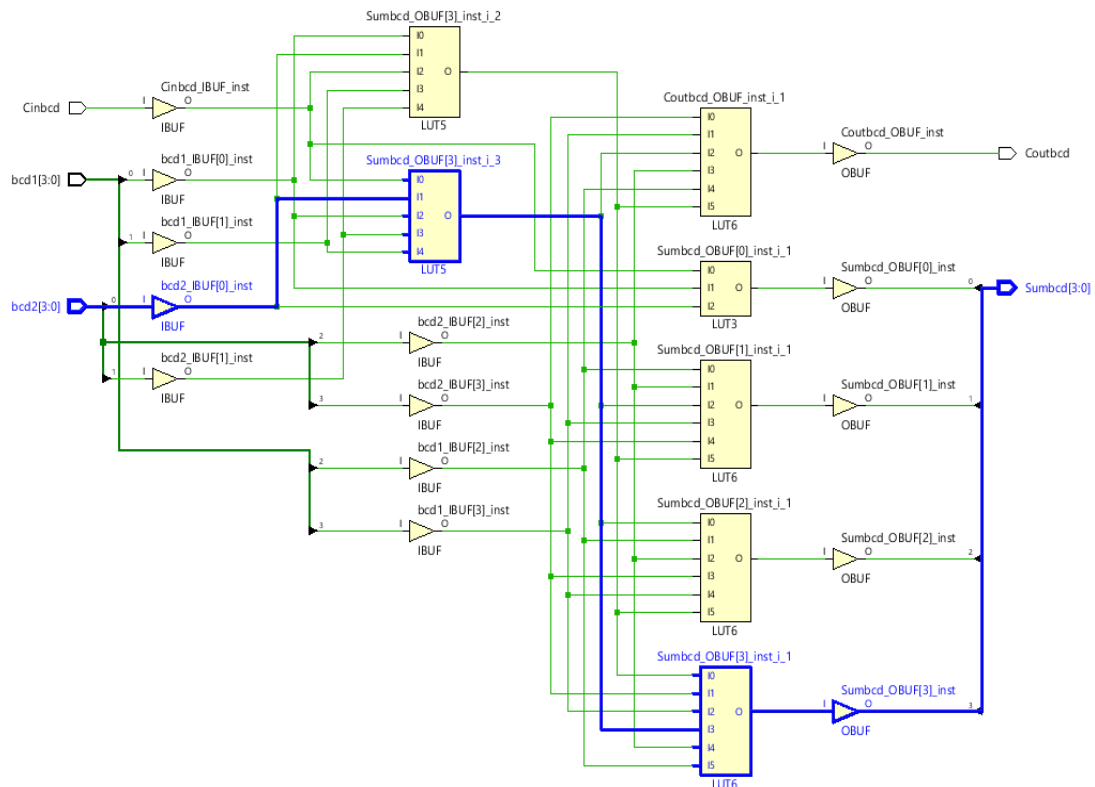 Sumbcd_OBUF[3]_inst_i_2
I0
I1
I2
I3
I4
O
LUT5
Cinbcd
Cinbcd_IBUF_inst
I
O
IBUF
bcd1[3:0]
0
bcd1_IBUF[0]_inst
I
O
IBUF
1
bcd1_IBUF[1]_inst
I
O
IBUF
bcd2[3:0]
0
bcd2_IBUF[0]_inst
I
O
IBUF
1
bcd2_IBUF[1]_inst
I
O
IBUF
Sumbcd_OBUF[3]_inst_i_3
I0
I1
I2
I3
I4
O
LUT5
2
bcd2_IBUF[2]_inst
I
O
IBUF
3
bcd2_IBUF[3]_inst
I
O
IBUF
2
bcd1_IBUF[2]_inst
I
O
IBUF
3
bcd1_IBUF[3]_inst
I
O
IBUF
Coutbcd_OBUF_inst_i_1
I0
I1
I2
I3
I4
I5
O
LUT6
Coutbcd_OBUF_inst
I
O
OBUF
Coutbcd
Sumbcd_OBUF[0]_inst_i_1
I0
I1
I2
O
LUT3
Sumbcd_OBUF[0]_inst
I
O
OBUF
0
Sumbcd[3:0]
Sumbcd_OBUF[1]_inst_i_1
I0
I1
I2
I3
I4
I5
O
LUT6
Sumbcd_OBUF[1]_inst
I
O
OBUF
1
Sumbcd_OBUF[2]_inst_i_1
I0
I1
I2
I3
I4
I5
O
LUT6
Sumbcd_OBUF[2]_inst
I
O
OBUF
2
Sumbcd_OBUF[3]_inst_i_1
I0
I1
I2
I3
I4
I5
O
LUT6
Sumbcd_OBUF[3]_inst
I
O
OBUF
3